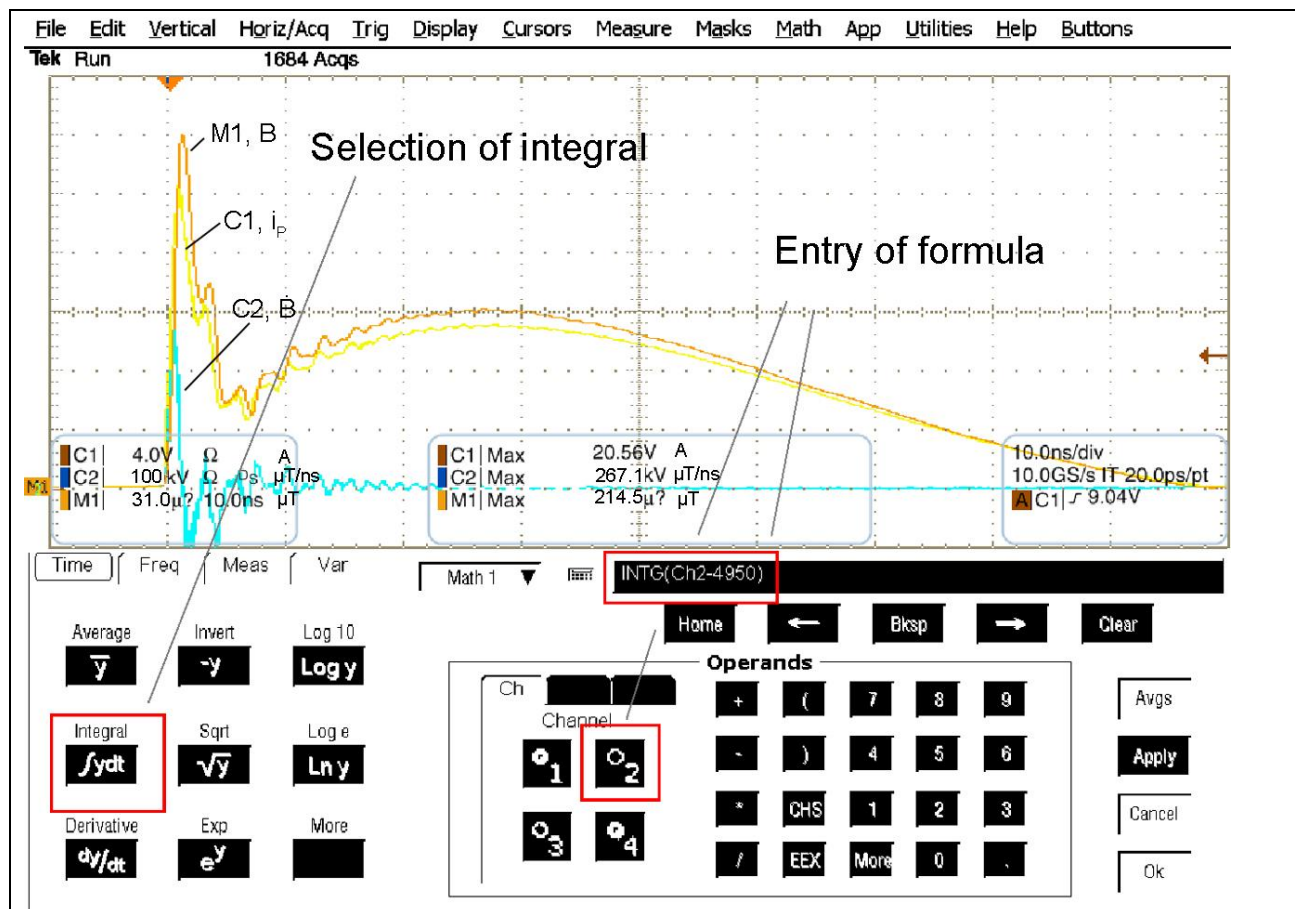 File Edit Vertical Horiz/Acq Trig Display Cursors Measure Masks Math App Utilities Help Buttons
Tek Run 1684 Acqs
M1, B
Selection of integral
C1, iP
Entry of formula
C2, Ḃ
C1 4.0V Ω A
C2 100 kV Ω Ps µT/ns
M1 31.0µ? 10.0ns µT
C1 Max 20.56V A
C2 Max 267.1kV µT/ns
M1 Max 214.5µ? µT
10.0ns/div
10.0GS/s IT 20.0ps/pt
A C1 9.04V
M1
Time Freq Meas Var
Math 1 INTG(Ch2-4950)
Home ← Bksp → Clear
Average Invert Log 10
y̅ -y Log y
Integral Sqrt Log e
∫ydt √y Ln y
Derivative Exp More
dy/dt e^y
Operands
Ch
Channel
1 2
3 4
+ ( 7 8 9
- ) 4 5 6
* CHS 1 2 3
/ EEX More 0 .
Avgs
Apply
Cancel
Ok